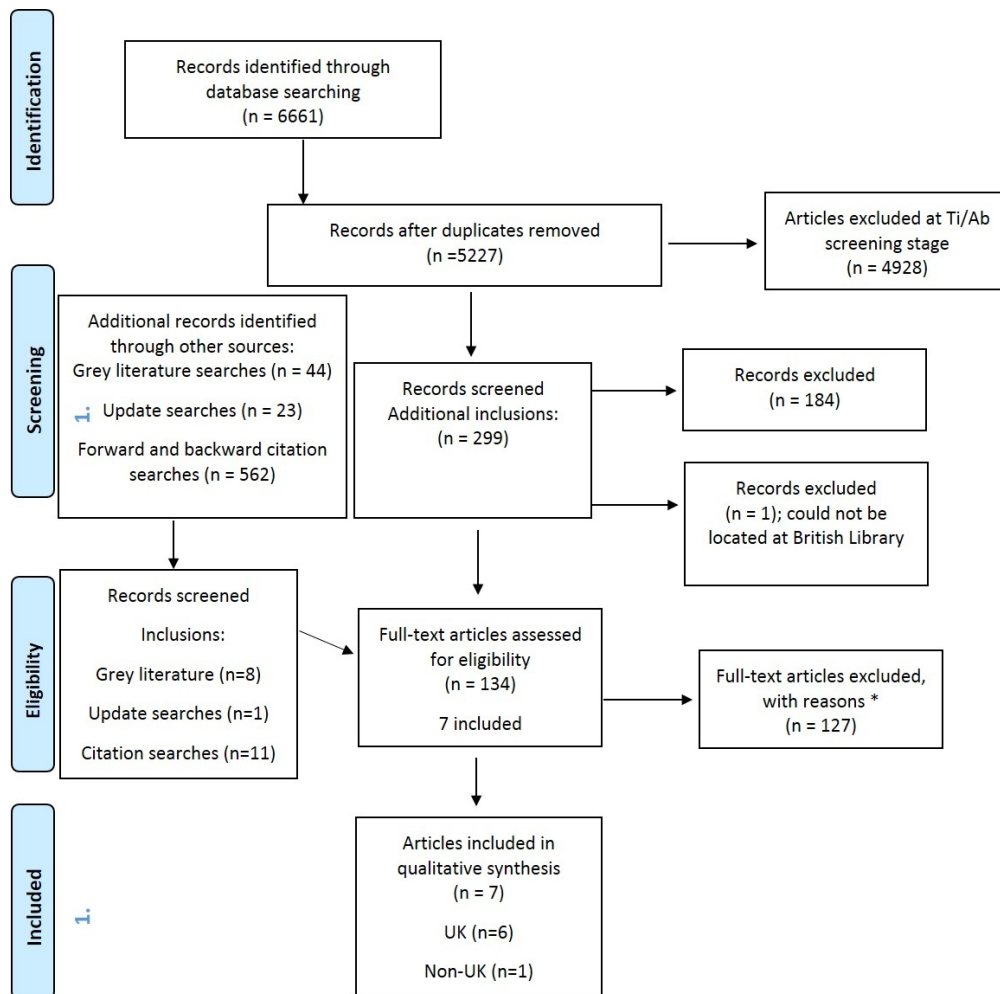 Identification
Records identified through
database searching
(n = 6661)
Records after duplicates removed
(n =5227)
Articles excluded at Ti/Ab
screening stage
(n = 4928)
Screening
Additional records identified
through other sources:
Grey literature searches (n = 44)
1. Update searches (n = 23)
Forward and backward citation
searches (n = 562)
Records screened
Additional inclusions:
(n = 299)
Records excluded
(n = 184)
Records excluded
(n = 1); could not be
located at British Library
Eligibility
Records screened
Inclusions:
Grey literature (n=8)
Update searches (n=1)
Citation searches (n=11)
Full-text articles assessed
for eligibility
(n = 134)
7 included
Full-text articles excluded,
with reasons *
(n = 127)
Included
1.
Articles included in
qualitative synthesis
(n = 7)
UK (n=6)
Non-UK (n=1)